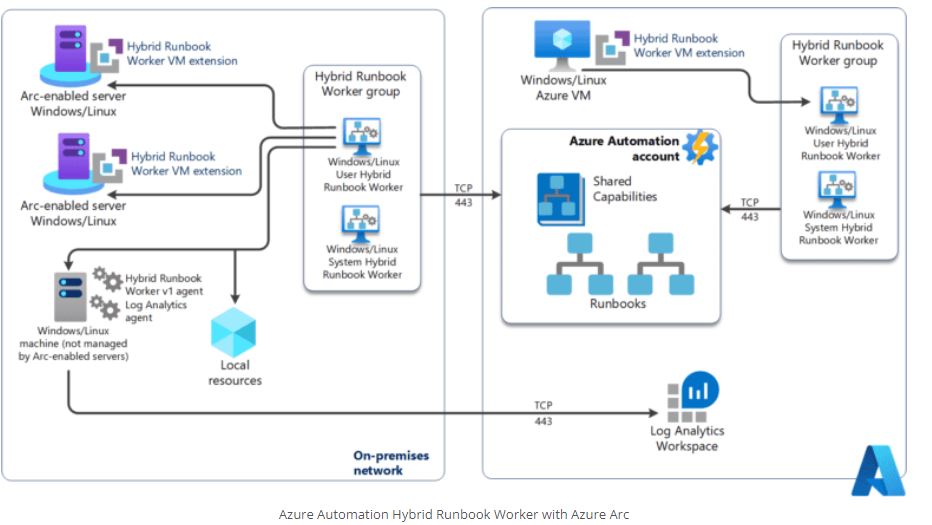 Hybrid Runbook
Worker VM extension
Arc-enabled server
Windows/Linux
Hybrid Runbook
Worker VM extension
Arc-enabled server
Windows/Linux
Hybrid Runbook
Worker v1 agent
Log Analytics
agent
Windows/Linux
machine (not managed
by Arc-enabled servers)
Local
resources
Hybrid Runbook
Worker group
Windows/Linux
User Hybrid
Runbook Worker
Windows/Linux
System Hybrid
Runbook Worker
On-premises
network
TCP
443
Hybrid Runbook
Worker VM extension
Windows/Linux
Azure VM
Hybrid Runbook
Worker group
Windows/Linux
User Hybrid
Runbook Worker
Windows/Linux
System Hybrid
Runbook Worker
Azure Automation
account
Shared
Capabilities
Runbooks
TCP
443
TCP
443
Log Analytics
Workspace
Azure Automation Hybrid Runbook Worker with Azure Arc